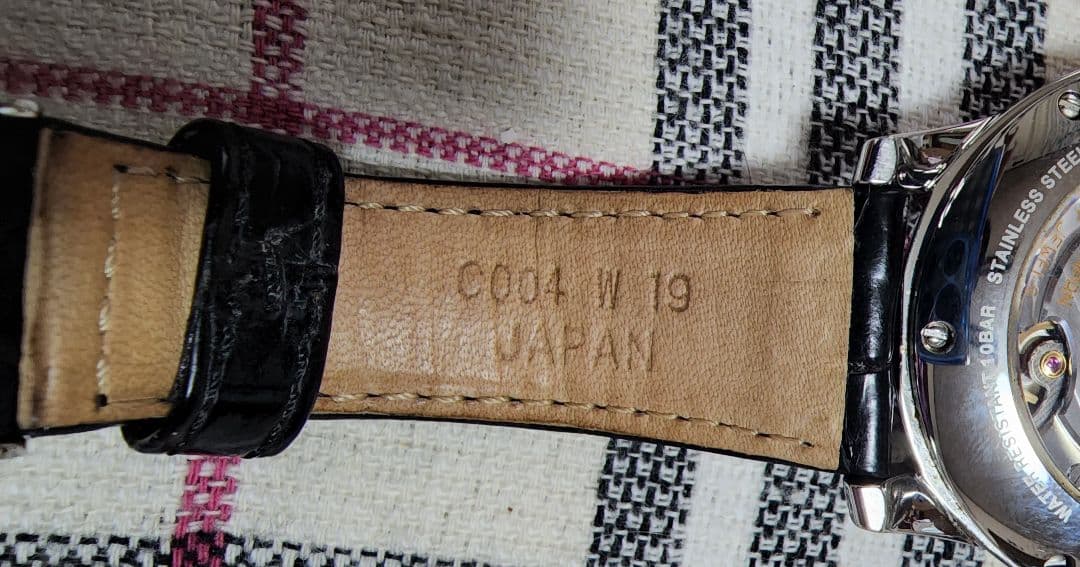 C004 W 19
JAPAN
WATER RESISTANT 10BAR STAINLESS STEEL